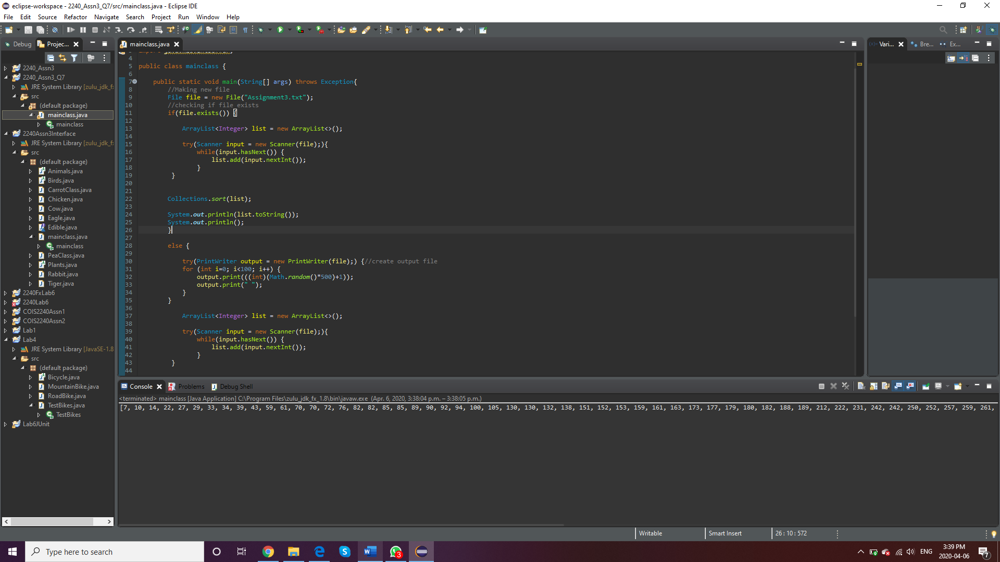 eclipse-workspace - 2240_Assn3_Q7/src/mainclass.java - Eclipse IDE
File Edit Source Refactor Navigate Search Project Run Window Help
Debug Projec... mainclass.java Vari... Bre... Ex...
2240_Assn3
2240_Assn3_Q7
JRE System Library [zulu_jdk_f
src
(default package)
mainclass.java
mainclass
2240Assn3Interface
JRE System Library [zulu_jdk_f
src
(default package)
Animals.java
Birds.java
CarrotClass.java
Chicken.java
Cow.java
Eagle.java
Edible.java
mainclass.java
mainclass
PeaClass.java
Plants.java
Rabbit.java
Tiger.java
2240FxLab6
2240Lab6
COIS2240Assn1
COIS2240Assn2
Lab1
Lab4
JRE System Library [JavaSE-1.8
src
(default package)
Bicycle.java
MountainBike.java
RoadBike.java
TestBikes.java
TestBikes
Lab6JUnit
4
5 public class mainclass {
6
7 public static void main(String[] args) throws Exception{
8 //Making new file
9 File file = new File("Assignment3.txt");
10 //checking if file exists
11 if(file.exists()) {
12
13 ArrayList<Integer> list = new ArrayList<>();
14
15 try(Scanner input = new Scanner(file);){
16 while(input.hasNext()) {
17 list.add(input.nextInt());
18 }
19 }
20
21
22 Collections.sort(list);
23
24 System.out.println(list.toString());
25 System.out.println();
26 }
27
28 else {
29
30 try(PrintWriter output = new PrintWriter(file);) {//create output file
31 for (int i=0; i<100; i++) {
32 output.print(((int)(Math.random()*500)+1));
33 output.print(" ");
34 }
35 }
36
37 ArrayList<Integer> list = new ArrayList<>();
38
39 try(Scanner input = new Scanner(file);){
40 while(input.hasNext()) {
41 list.add(input.nextInt());
42 }
43 }
44
Console Problems Debug Shell
<terminated> mainclass [Java Application] C:\Program Files\zulu_jdk_fx_1.8\bin\javaw.exe (Apr. 6, 2020, 3:38:04 p.m. – 3:38:05 p.m.)
[7, 10, 14, 22, 27, 29, 33, 34, 39, 43, 59, 61, 70, 70, 72, 76, 82, 82, 85, 85, 89, 90, 92, 94, 100, 105, 130, 130, 132, 132, 138, 151, 152, 153, 159, 161, 163, 173, 177, 179, 180, 182, 188, 189, 212, 222, 231, 242, 242, 250, 252, 257, 259, 261,
Writable Smart Insert 26 : 10 : 572
Type here to search
3
ENG
3:39 PM
2020-04-06
7